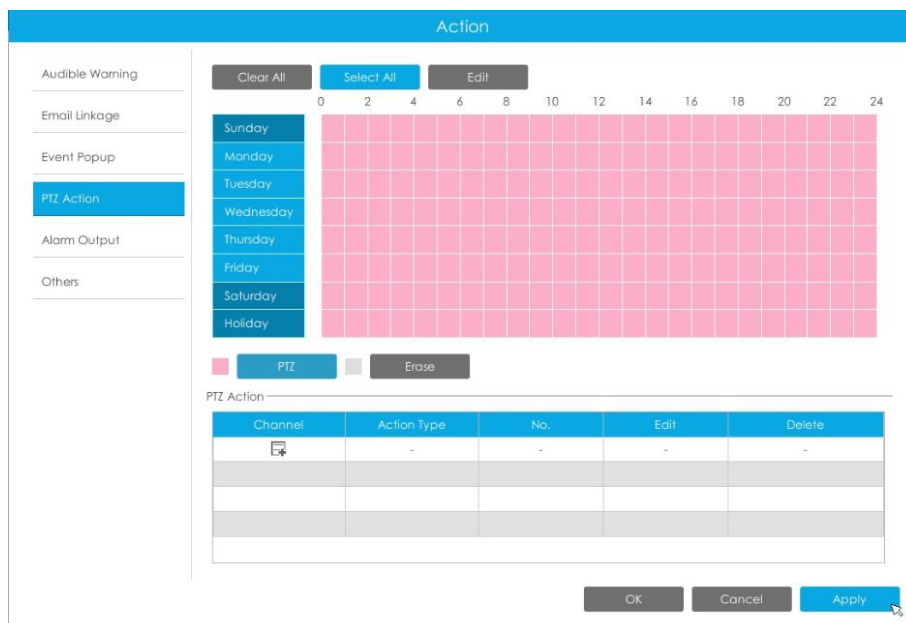 Action
Audible Warning
Email Linkage
Event Popup
PTZ Action
Alarm Output
Others
Clear All Select All Edit
0 2 4 6 8 10 12 14 16 18 20 22 24
Sunday
Monday
Tuesday
Wednesday
Thursday
Friday
Saturday
Holiday
PTZ Erase
PTZ Action
Channel Action Type No. Edit Delete
- - - -
OK Cancel Apply